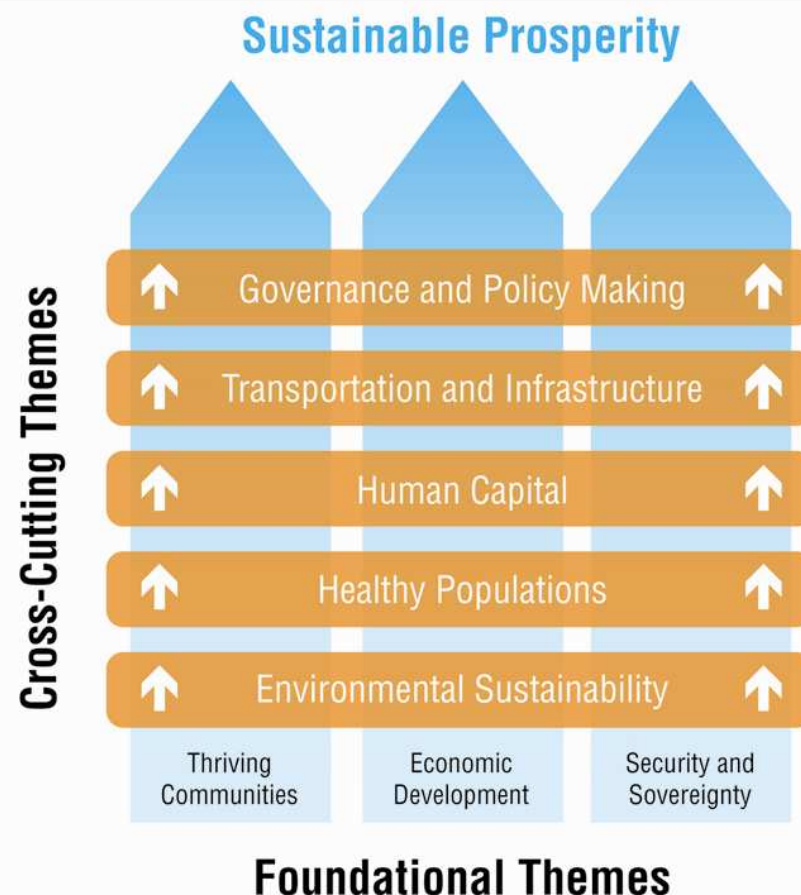 Sustainable Prosperity
Cross-Cutting Themes
Governance and Policy Making
Transportation and Infrastructure
Human Capital
Healthy Populations
Environmental Sustainability
Thriving
Communities
Economic
Development
Security and
Sovereignty
Foundational Themes